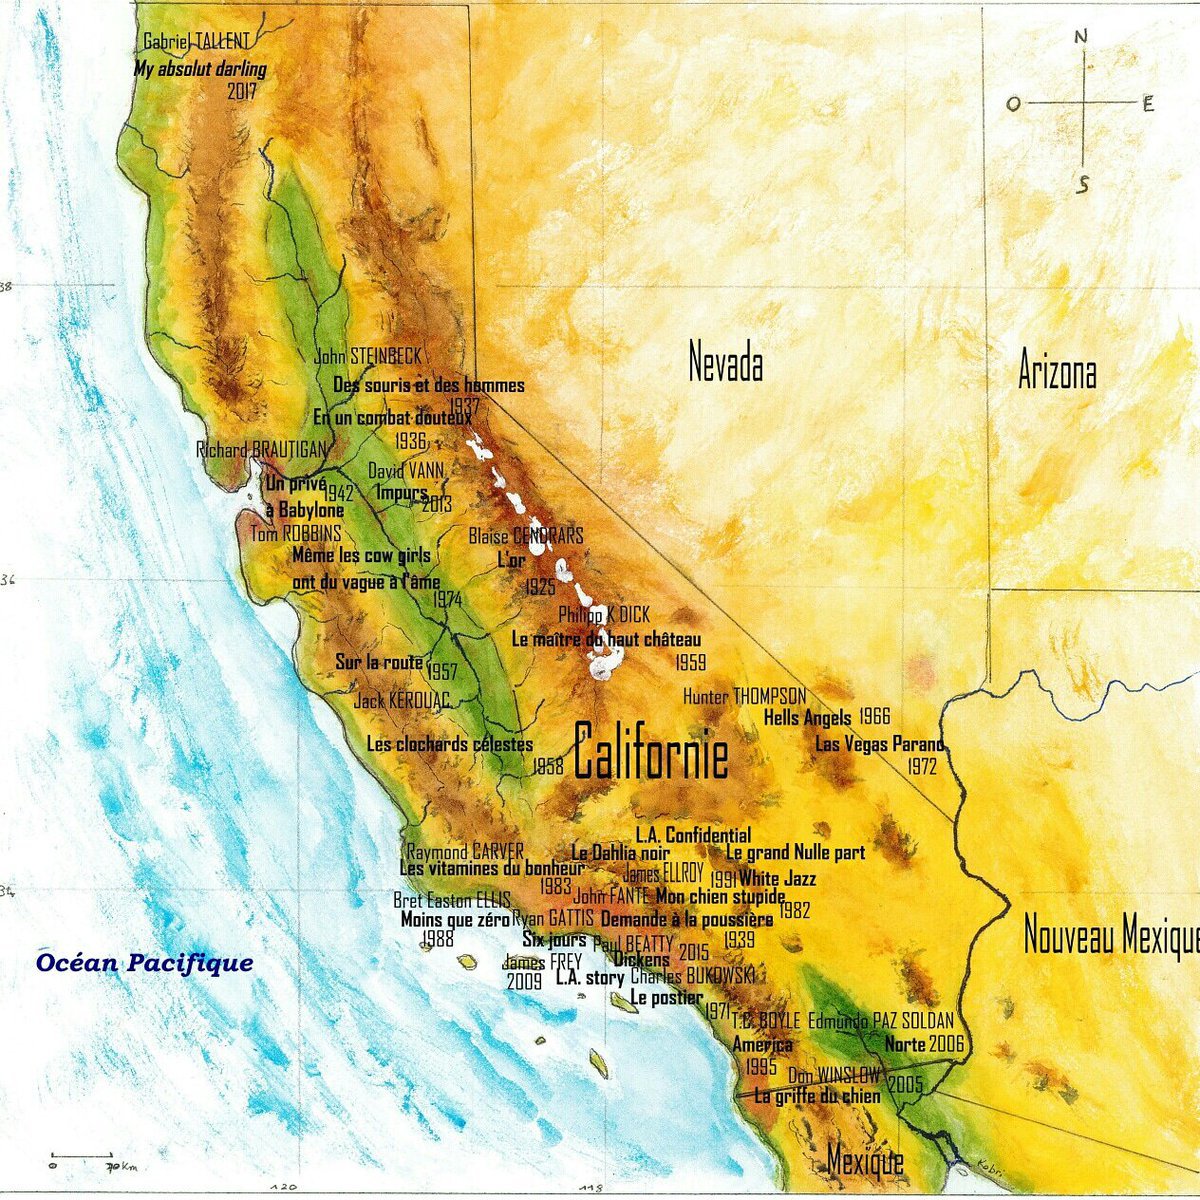 Gabriel TALLENT
My absolut darling
2017
N
O
E
S
38
Nevada
Arizona
John STEINBECK
Des souris et des hommes
1937
En un combat douteux
1936
Richard BRAUTIGAN
Un privé
à Babylone
1942
David VANN
Impurs
2013
Tom ROBBINS
Même les cow girls
ont du vague à l'âme
1974
Blaise CENDRARS
L'or
1925
36
Philipp K DICK
Le maître du haut château
1959
Sur la route
1957
Jack KEROUAC
Les clochards célestes
1958
Californie
Hunter THOMPSON
Hells Angels 1966
Las Vegas Parano
1972
L.A. Confidential
Le Dahlia noir
Le grand Nulle part
James ELLROY
1991
White Jazz
Raymond CARVER
Les vitamines du bonheur
1983
John FANTE
Mon chien stupide
1982
Demande à la poussière
1939
34
Bret Easton ELLIS
Moins que zéro
1988
Ryan GATTIS
Six jours
Paul BEATTY
Dickens
2015
James FREY
2009
L.A. story
Charles BUKOWSKI
Le postier
1971
Nouveau Mexique
Océan Pacifique
T.C. BOYLE
America
1995
Edmundo PAZ SOLDAN
Norte 2006
Don WINSLOW
2005
La griffe du chien
Mexique
Kobri
0
70 Km
120
118